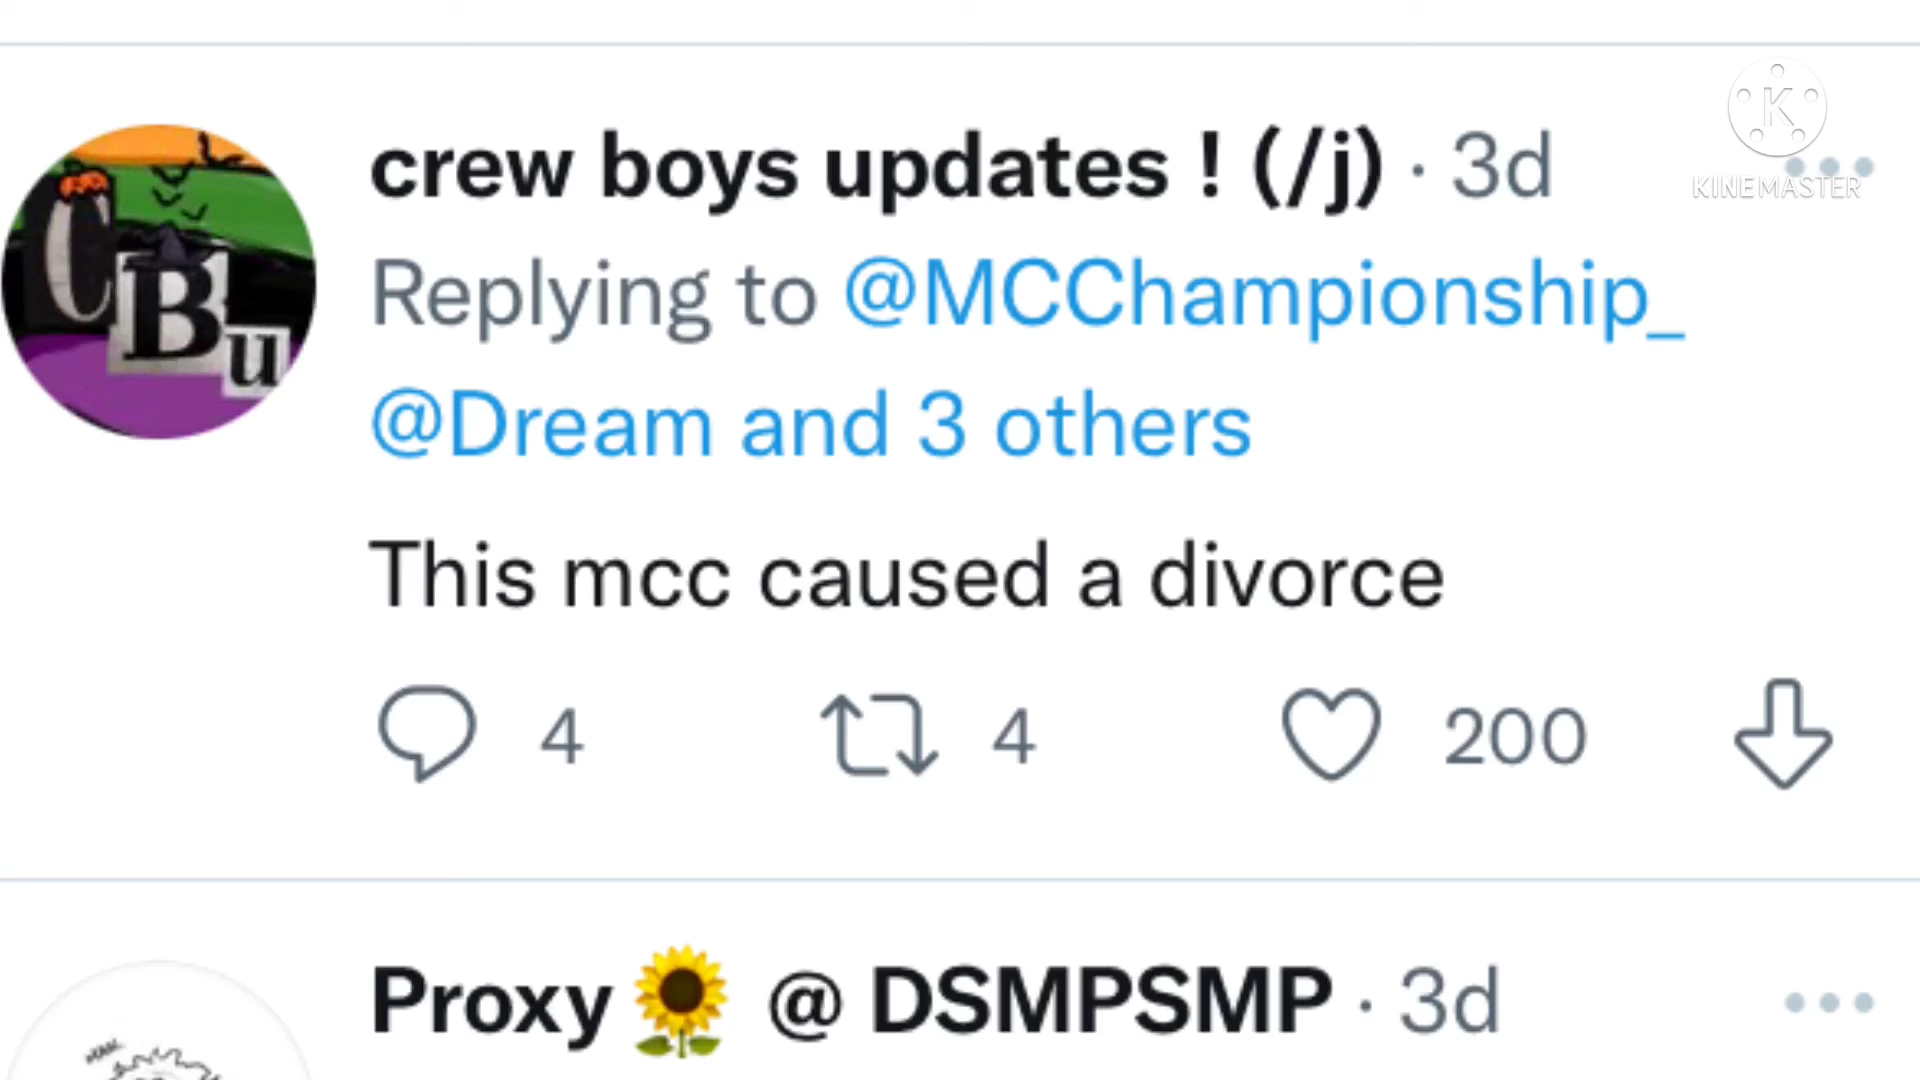 crew boys updates ! (/j) · 3d
KINEMASTER
Replying to @MCChampionship_
@Dream and 3 others
This mcc caused a divorce
4 4 200
Proxy🌻 @ DSMPSMP · 3d
CBu
K